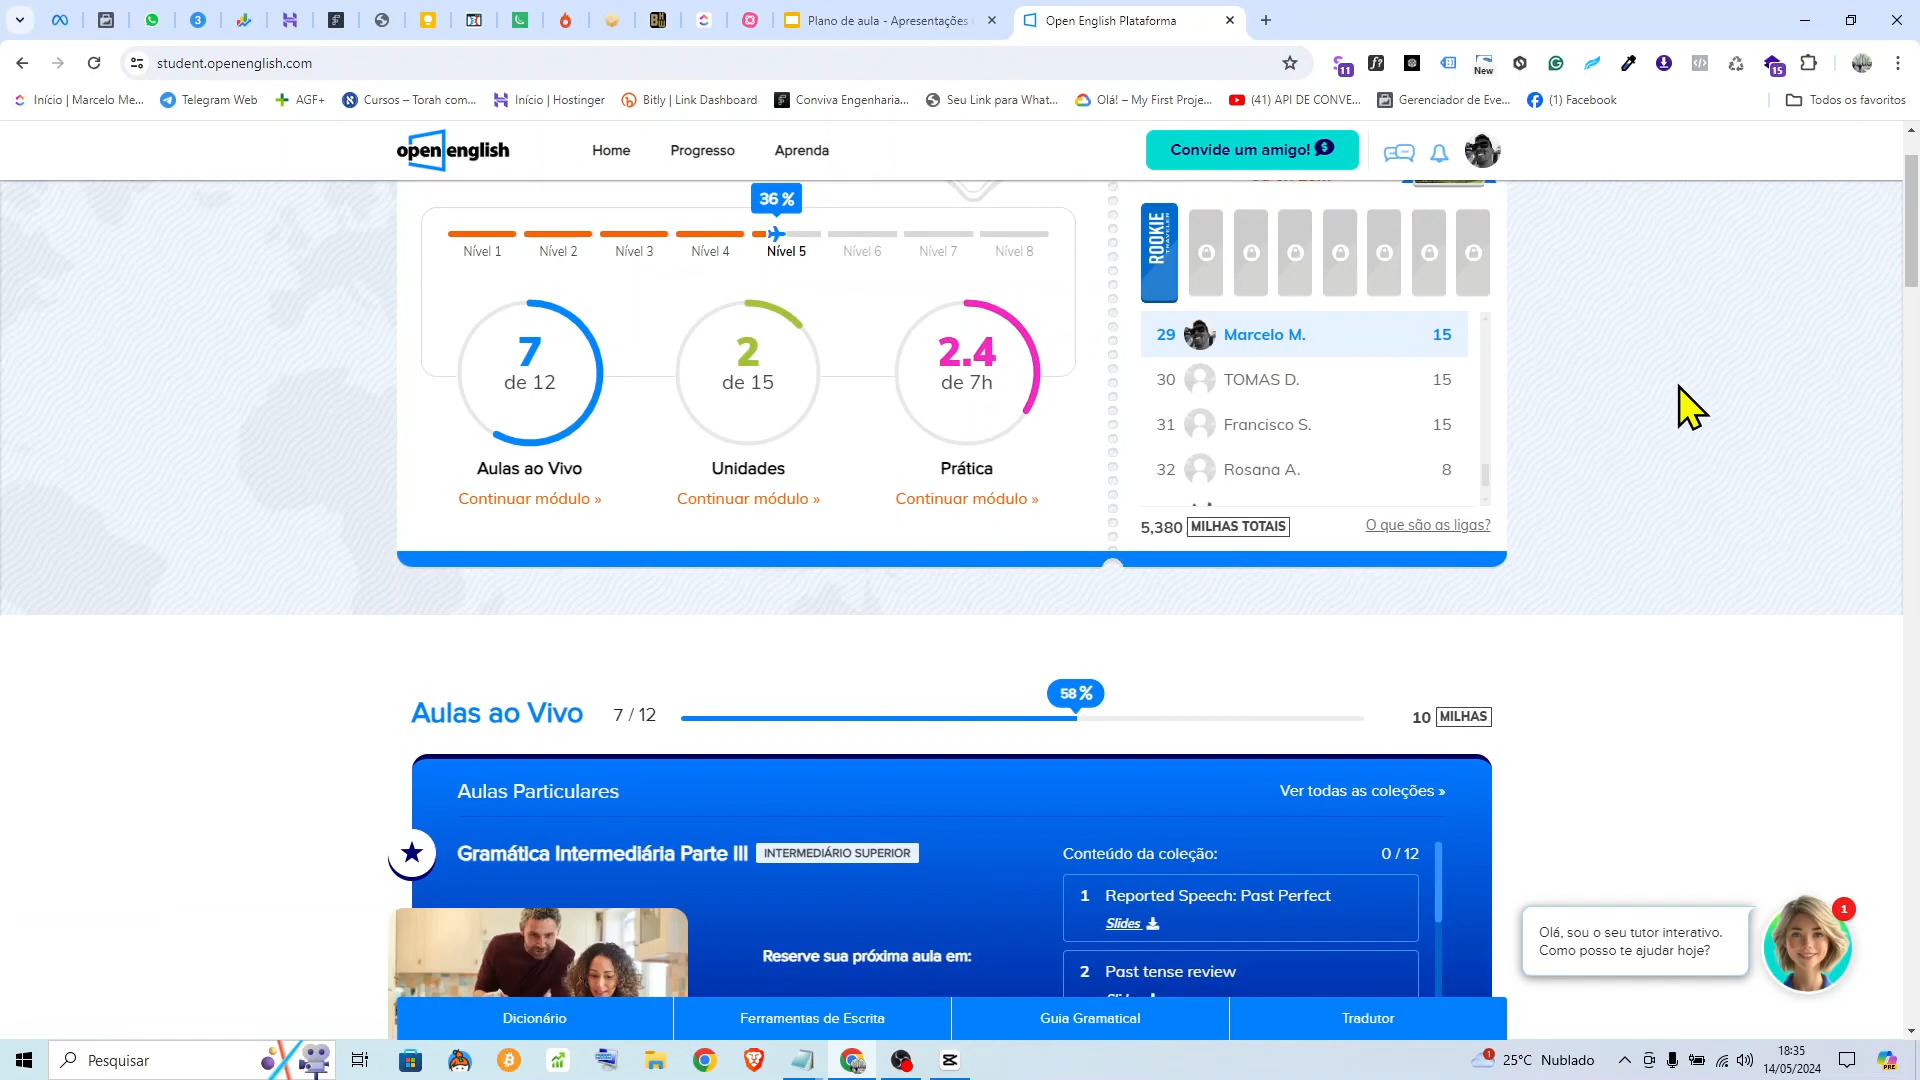 Plano de aula - Apresentações
Open English Plataforma
student.openenglish.com
11
New
15
Início | Marcelo Me...
Telegram Web
AGF+
Cursos – Torah com...
Início | Hostinger
Bitly | Link Dashboard
Conviva Engenharia...
Seu Link para What...
Olá! – My First Proje...
(41) API DE CONVE...
Gerenciador de Eve...
(1) Facebook
Todos os favoritos
open english
Home
Progresso
Aprenda
Convide um amigo!
36 %
Nível 1
Nível 2
Nível 3
Nível 4
Nível 5
Nível 6
Nível 7
Nível 8
7
de 12
2
de 15
2.4
de 7h
Aulas ao Vivo
Unidades
Prática
Continuar módulo »
Continuar módulo »
Continuar módulo »
ROOKIE
TRAVELER
29 Marcelo M. 15
30 TOMAS D. 15
31 Francisco S. 15
32 Rosana A. 8
5,380 MILHAS TOTAIS
O que são as ligas?
Aulas ao Vivo
7 / 12
58 %
10 MILHAS
Aulas Particulares
Ver todas as coleções »
Gramática Intermediária Parte III
INTERMEDIÁRIO SUPERIOR
Reserve sua próxima aula em:
Conteúdo da coleção:
0 / 12
1 Reported Speech: Past Perfect
Slides
2 Past tense review
Olá, sou o seu tutor interativo.
Como posso te ajudar hoje?
1
Dicionário
Ferramentas de Escrita
Guia Gramatical
Tradutor
Pesquisar
1
25°C Nublado
18:35
14/05/2024